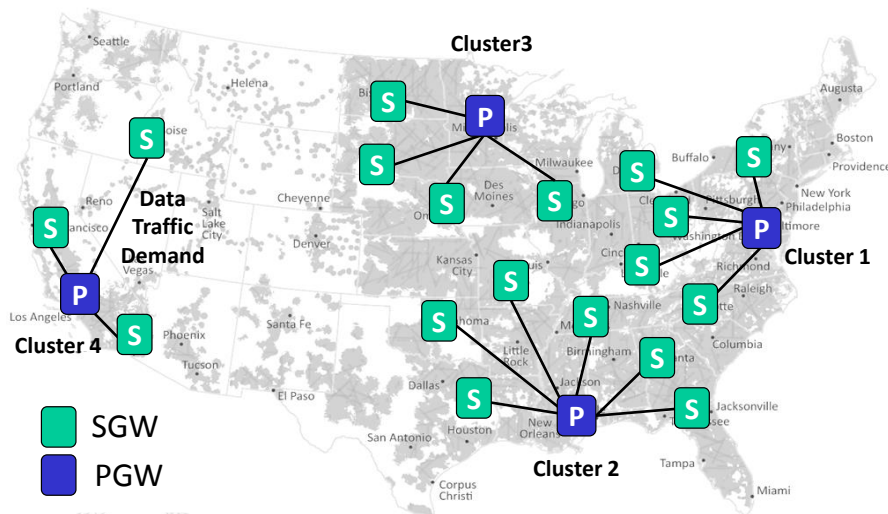 Cluster3
Seattle
Portland
Helena
S
Augusta
P
S
oise
Boston
Buffalo
Milwaukee
S
Providence
S
S
Des
Moines
New York
Philadelphia
Reno
Data
Traffic
Demand
Cheyenne
S
S
S
P
Salt
Lake
City
Indianapolis
S
Denver
Kansas
City
S
Cluster 1
Richmond
Vegas
S
P
Raleigh
S
Nashville
Los Angeles
S
S
S
Santa Fe
Columbia
Cluster 4
Phoenix
Little
Rock
Birmingham
S
Tucson
Dallas
Jackson
El Paso
S
S
Jacksonville
P
SGW
Houston
New
Orleans
San Antonio
Cluster 2
Tampa
PGW
Corpus
Christi
Miami